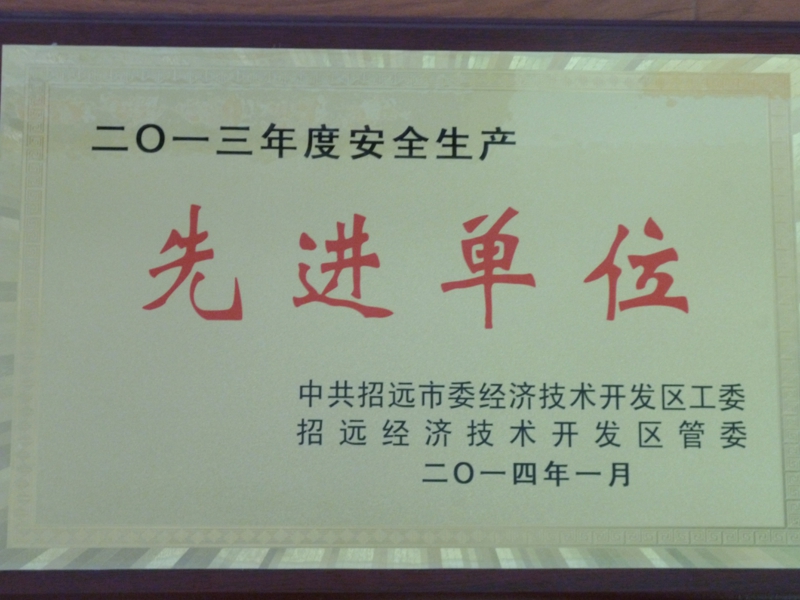 二〇一三年度安全生产
先进单位
中共招远市委经济技术开发区工委
招远经济技术开发区管委
二〇一四年一月